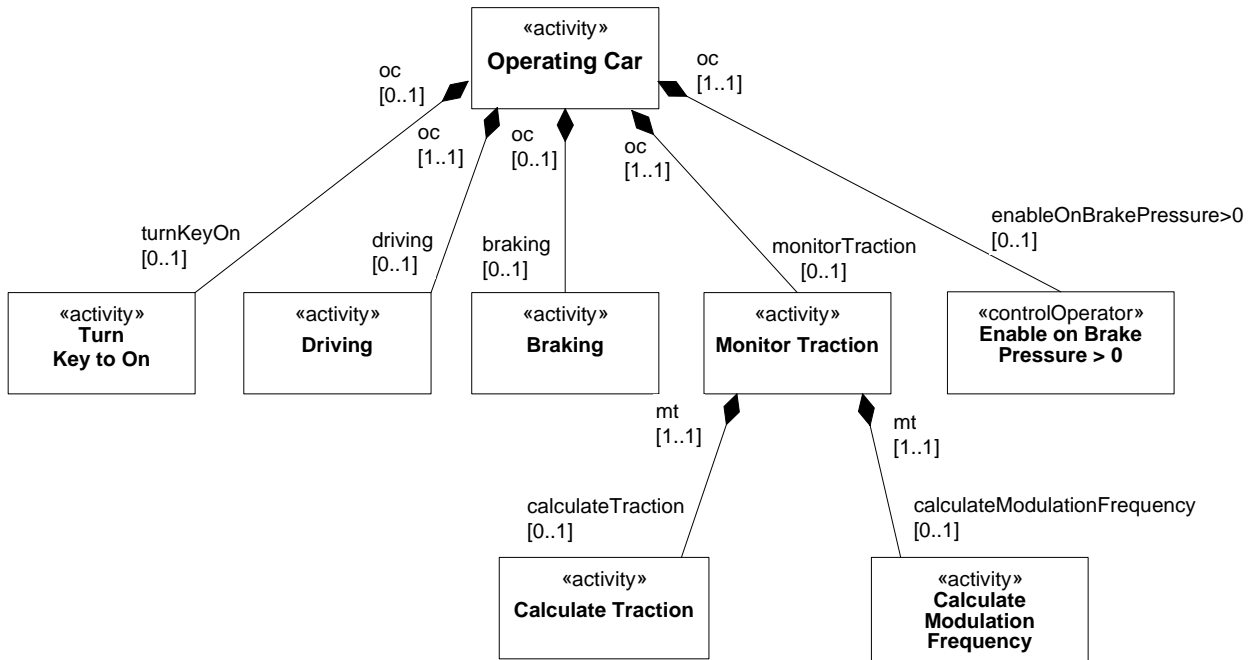 «activity»
Operating Car
oc
[0..1]
oc
[1..1]
oc
[0..1]
oc
[1..1]
oc
[1..1]
turnKeyOn
[0..1]
driving
[0..1]
braking
[0..1]
monitorTraction
[0..1]
enableOnBrakePressure>0
[0..1]
«activity»
Turn
Key to On
«activity»
Driving
«activity»
Braking
«activity»
Monitor Traction
«controlOperator»
Enable on Brake
Pressure > 0
mt
[1..1]
mt
[1..1]
calculateTraction
[0..1]
calculateModulationFrequency
[0..1]
«activity»
Calculate Traction
«activity»
Calculate
Modulation
Frequency